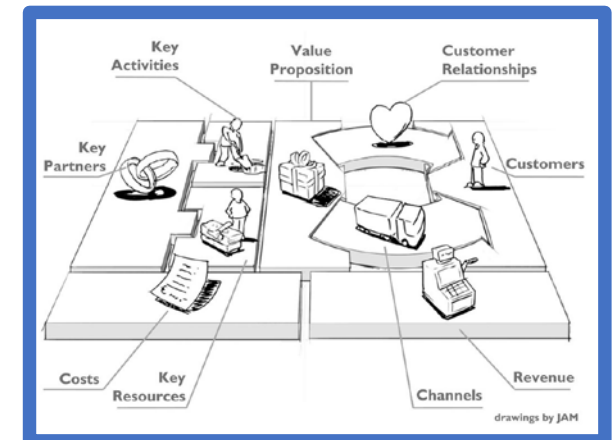 Key
Activities
Value
Proposition
Customer
Relationships
Key
Partners
Customers
Costs
Key
Resources
Channels
Revenue
drawings by JAM